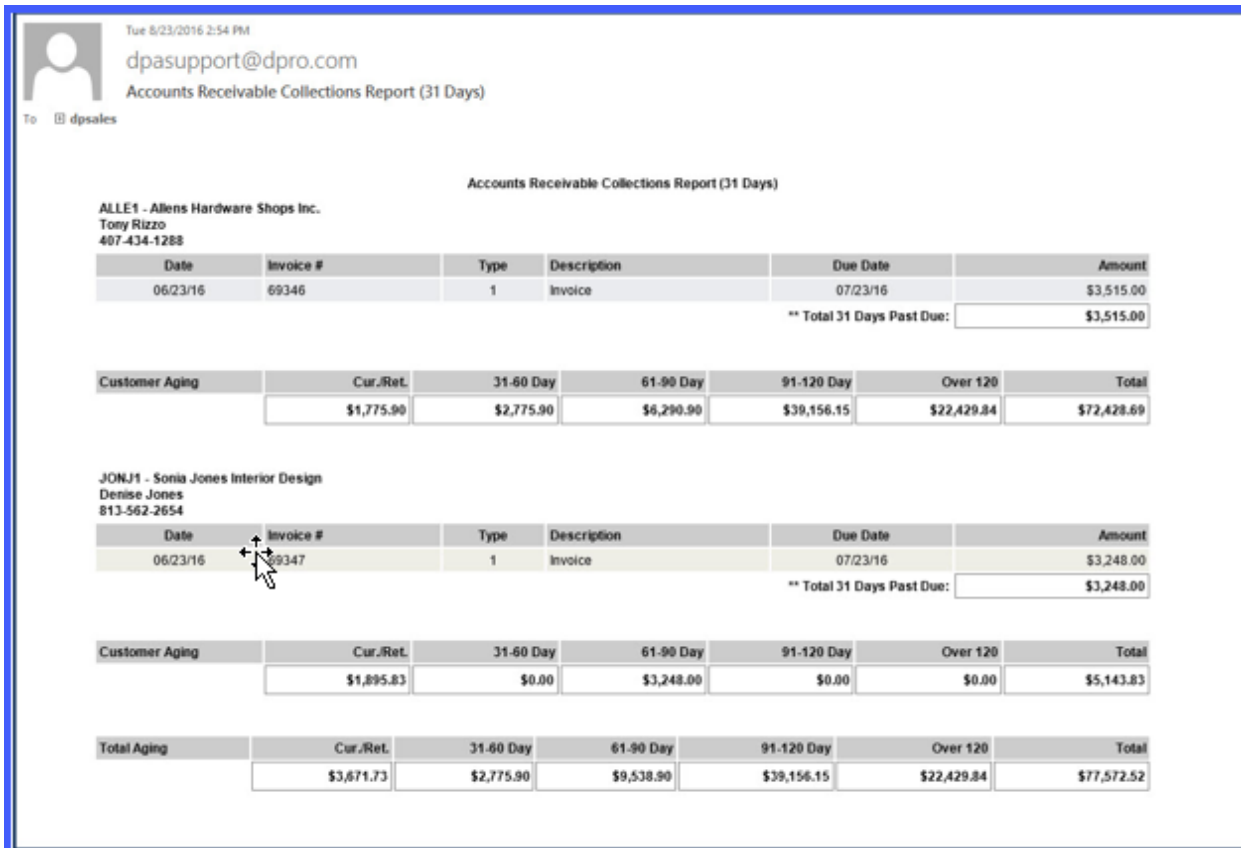 Tue 8/23/2016 2:54 PM
dpasupport@dpro.com
Accounts Receivable Collections Report (31 Days)
To dpsales
Accounts Receivable Collections Report (31 Days)
ALLE1 - Allens Hardware Shops Inc.
Tony Rizzo
407-434-1288
Date Invoice # Type Description Due Date Amount
06/23/16 69346 1 Invoice 07/23/16 $3,515.00
** Total 31 Days Past Due: $3,515.00
Customer Aging Cur./Ret. 31-60 Day 61-90 Day 91-120 Day Over 120 Total
$1,775.90 $2,775.90 $6,290.90 $39,156.15 $22,429.84 $72,428.69
JONJ1 - Sonia Jones Interior Design
Denise Jones
813-562-2654
Date Invoice # Type Description Due Date Amount
06/23/16 69347 1 Invoice 07/23/16 $3,248.00
** Total 31 Days Past Due: $3,248.00
Customer Aging Cur./Ret. 31-60 Day 61-90 Day 91-120 Day Over 120 Total
$1,895.83 $0.00 $3,248.00 $0.00 $0.00 $5,143.83
Total Aging Cur./Ret. 31-60 Day 61-90 Day 91-120 Day Over 120 Total
$3,671.73 $2,775.90 $9,538.90 $39,156.15 $22,429.84 $77,572.52